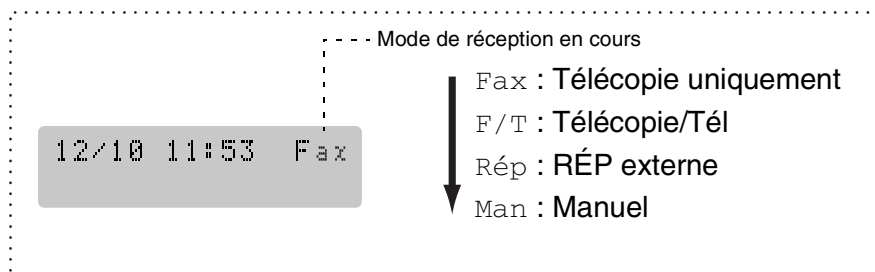 Mode de réception en cours
12/10 11:53 Fax
Fax : Télécopie uniquement
F/T : Télécopie/Tél
Rép : RÉP externe
Man : Manuel